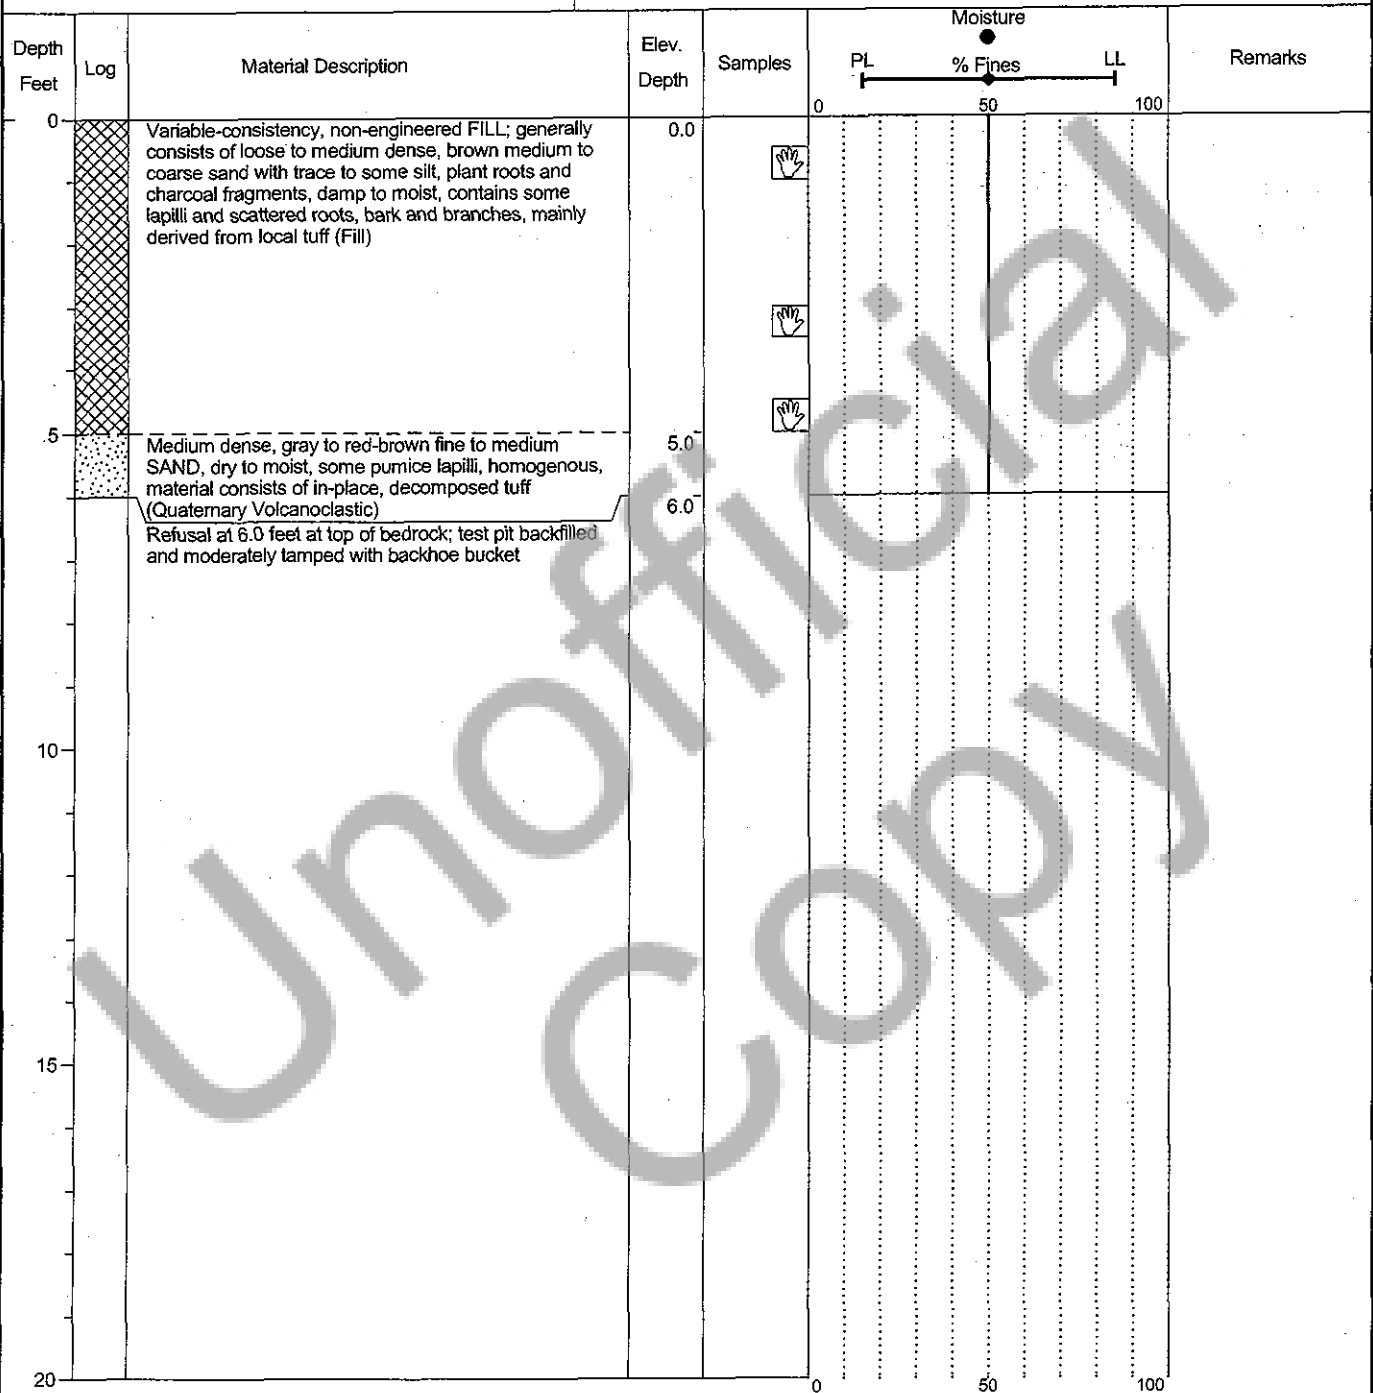 Depth
Feet
Log
Material Description
Elev.
Depth
Samples
Moisture
PL
% Fines
LL
0
50
100
Remarks
0
Variable-consistency, non-engineered FILL; generally
consists of loose to medium dense, brown medium to
coarse sand with trace to some silt, plant roots and
charcoal fragments, damp to moist, contains some
lapilli and scattered roots, bark and branches, mainly
derived from local tuff (Fill)
0.0
5
Medium dense, gray to red-brown fine to medium
SAND, dry to moist, some pumice lapilli, homogenous,
material consists of in-place, decomposed tuff
(Quaternary Volcanoclastic)
5.0
6.0
Refusal at 6.0 feet at top of bedrock; test pit backfilled
and moderately tamped with backhoe bucket
10
15
20
0
50
100
Unofficial
Copy